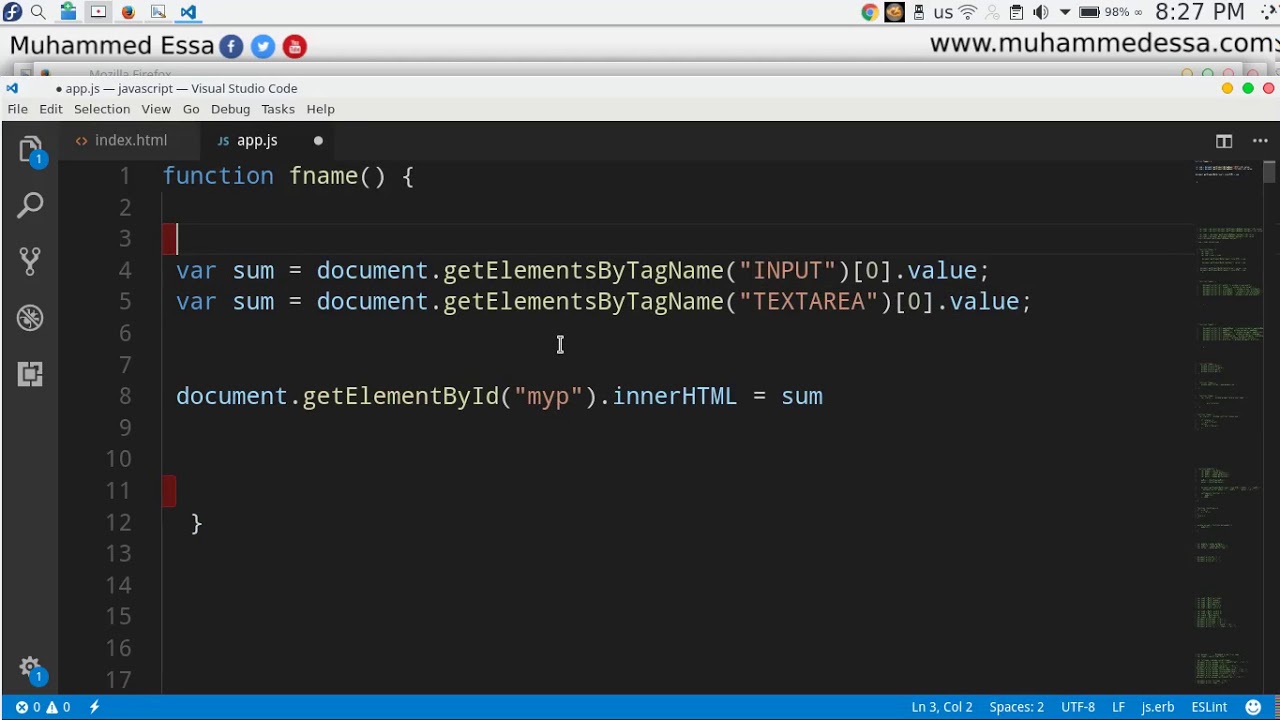 us 98% 8:27 PM
Muhammed Essa www.muhammedessa.com
Mozilla Firefox
● app.js — javascript — Visual Studio Code
File Edit Selection View Go Debug Tasks Help
index.html JS app.js
1 function fname() {
2
3
4 var sum = document.getElementsByTagName("INPUT")[0].value;
5 var sum = document.getElementsByTagName("TEXTAREA")[0].value;
6
7
8 document.getElementById("myp").innerHTML = sum
9
10
11
12 }
13
14
15
16
17
1
1
0 0 Ln 3, Col 2 Spaces: 2 UTF-8 LF js.erb ESLint